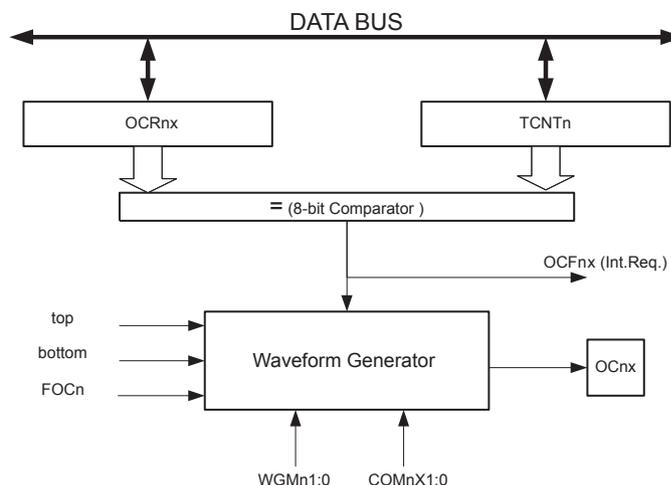 DATA BUS
OCRnx
TCNTn
= (8-bit Comparator )
OCFnx (Int.Req.)
top
bottom
FOCn
Waveform Generator
OCnx
WGMn1:0
COMnX1:0